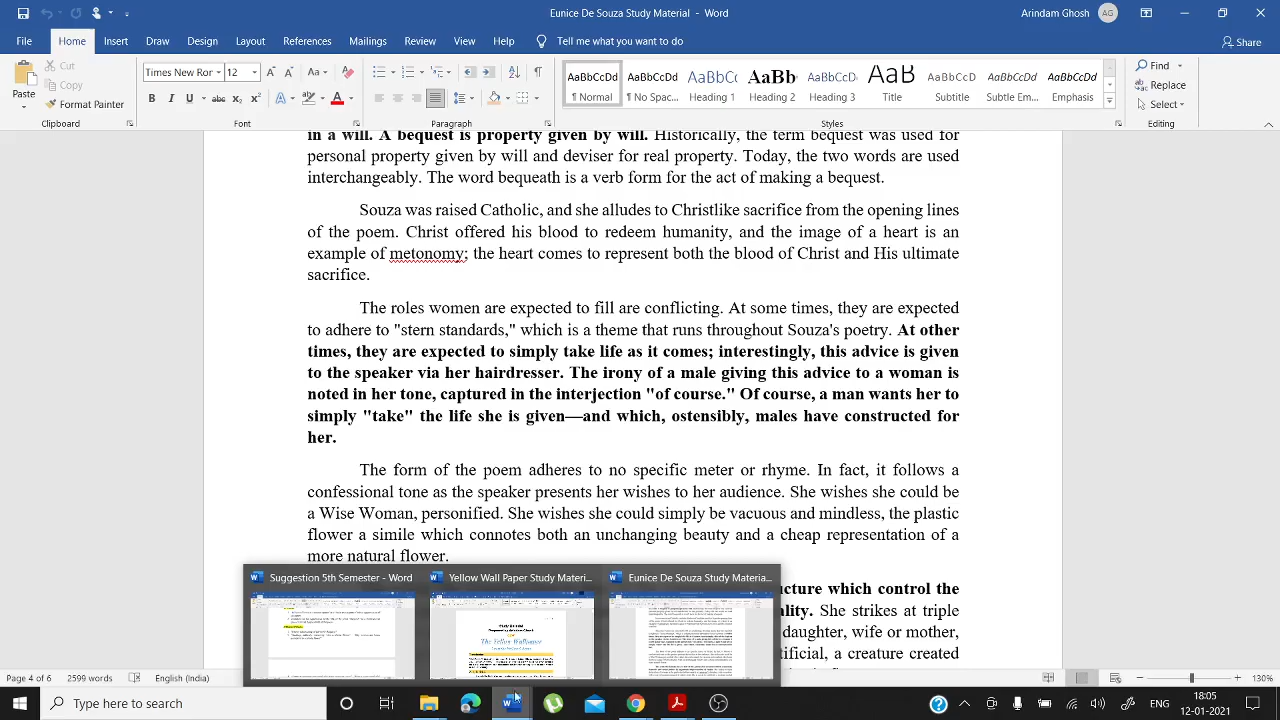 Eunice De Souza Study Material - Word
Arindam Ghosh
AG
File Home Insert Draw Design Layout References Mailings Review View Help Tell me what you want to do
Share
Paste
Cut
Copy
Format Painter
Clipboard
Times New Ror 12
Aa
B I U abc x₂ x² A
Font
Paragraph
AaBbCcDd AaBbCcDd AaBbCc AaBb AaBbCcD AaB AaBbCcD AaBbCcDd AaBbCcDd
¶ Normal ¶ No Spac... Heading 1 Heading 2 Heading 3 Title Subtitle Subtle Em... Emphasis
Styles
Find
Replace
Select
Editing
in a will. A bequest is property given by will. Historically, the term bequest was used for
personal property given by will and deviser for real property. Today, the two words are used
interchangeably. The word bequeath is a verb form for the act of making a bequest.
Souza was raised Catholic, and she alludes to Christlike sacrifice from the opening lines
of the poem. Christ offered his blood to redeem humanity, and the image of a heart is an
example of metonomy; the heart comes to represent both the blood of Christ and His ultimate
sacrifice.
The roles women are expected to fill are conflicting. At some times, they are expected
to adhere to "stern standards," which is a theme that runs throughout Souza's poetry. At other
times, they are expected to simply take life as it comes; interestingly, this advice is given
to the speaker via her hairdresser. The irony of a male giving this advice to a woman is
noted in her tone, captured in the interjection "of course." Of course, a man wants her to
simply "take" the life she is given—and which, ostensibly, males have constructed for
her.
The form of the poem adheres to no specific meter or rhyme. In fact, it follows a
confessional tone as the speaker presents her wishes to her audience. She wishes she could be
a Wise Woman, personified. She wishes she could simply be vacuous and mindless, the plastic
flower a simile which connotes both an unchanging beauty and a cheap representation of a
more natural flower.
Suggestion 5th Semester - Word
Yellow Wall Paper Study Materi...
Eunice De Souza Study Materia...
The Yellow Wallpaper
ucture which control the
ality. She strikes at triple
daughter, wife or mother,
tificial, a creature created
of 6 2599 words English (India)
130%
Type here to search
ENG
18:05
12-01-2021